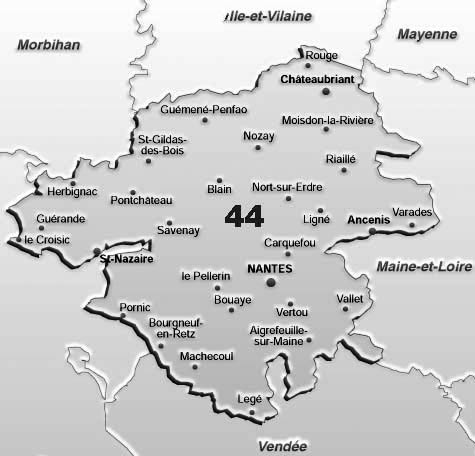 Ille-et-Vilaine
Morbihan
Mayenne
Rouge
Châteaubriant
Guémené-Penfao
Moisdon-la-Rivière
Nozay
St-Gildas-
des-Bois
Riaillé
Herbignac
Blain
Nort-sur-Erdre
Pontchâteau
Guérande
44
Ligné
Ancenis
Varades
le Croisic
Savenay
St-Nazaire
Carquefou
Maine-et-Loire
le Pellerin
NANTES
Pornic
Bouaye
Vertou
Vallet
Bourgneuf-
en-Retz
Aigrefeuille-
sur-Maine
Machecoul
Legé
Vendée